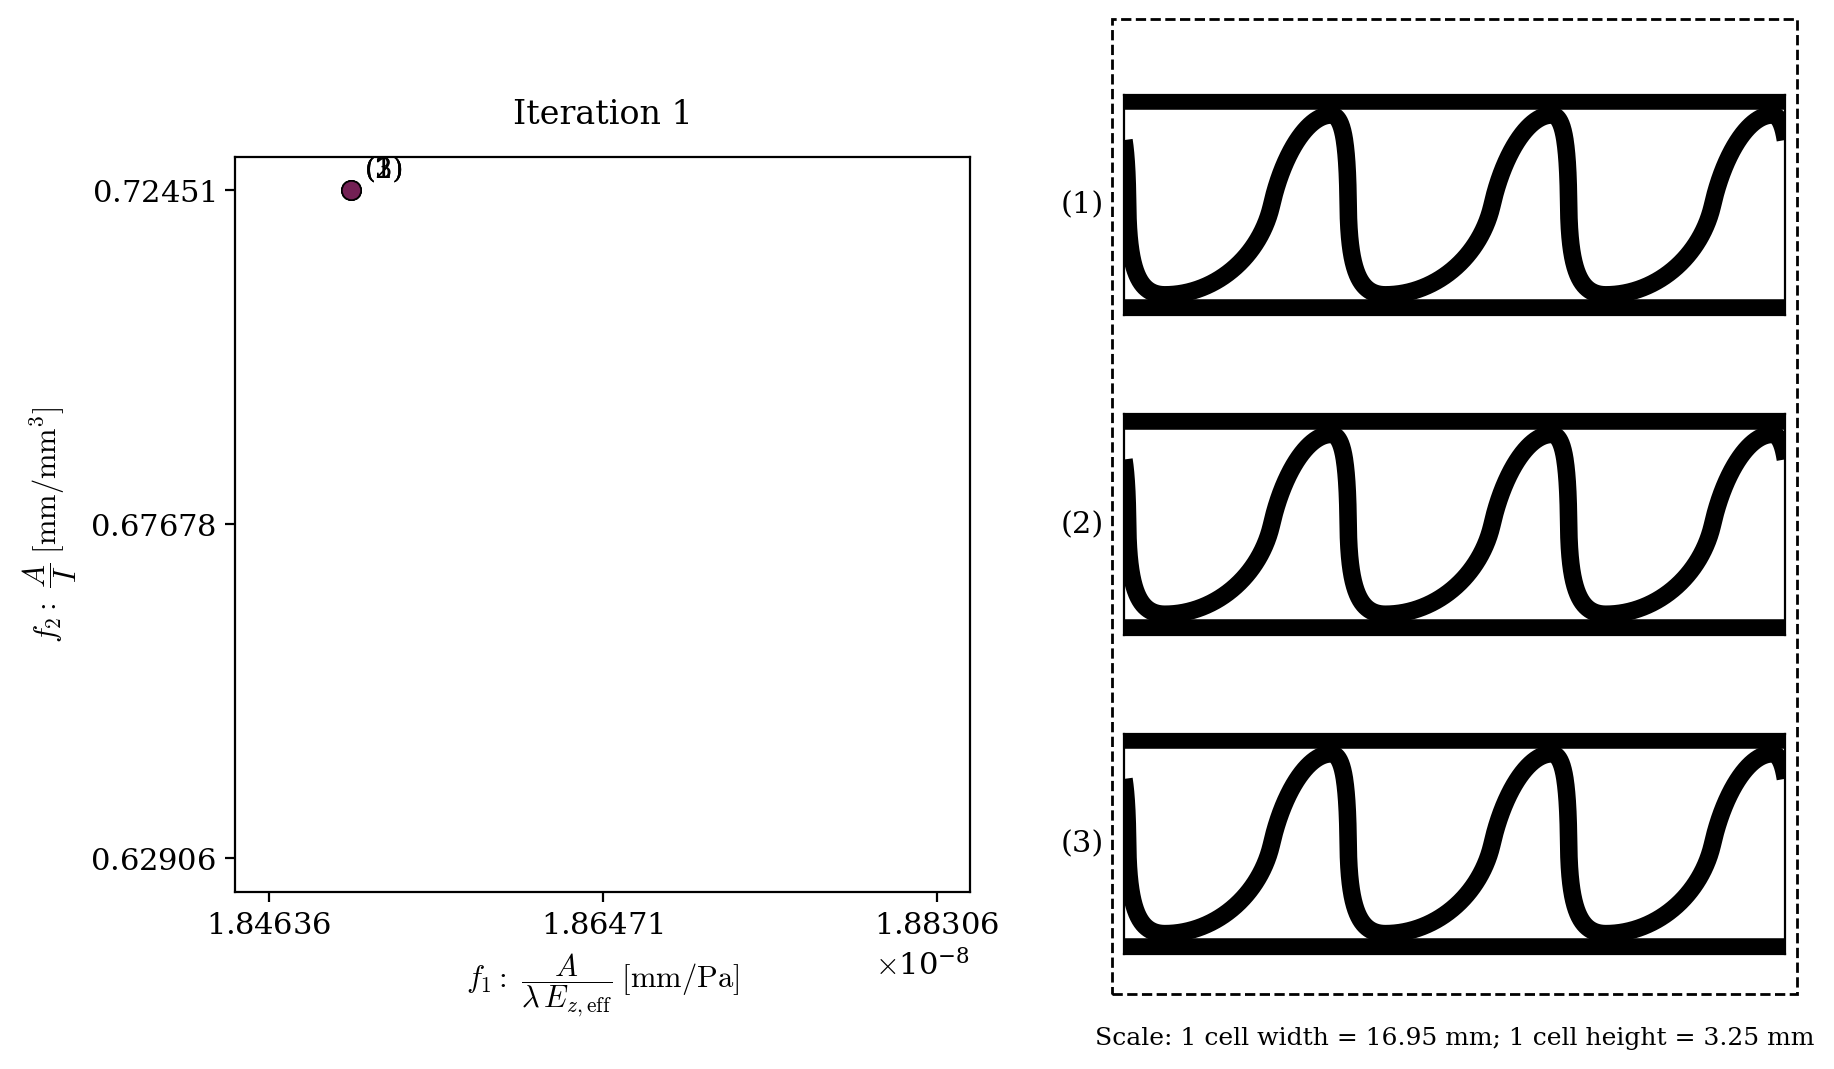 Iteration 1
0.72451
0.67678
0.62906
f₂: A/I [mm/mm³]
1.84636 1.86471 1.88306
×10⁻⁸
f₁: A/(λ E_{z,eff}) [mm/Pa]
(1)
(2)
(3)
Scale: 1 cell width = 16.95 mm; 1 cell height = 3.25 mm